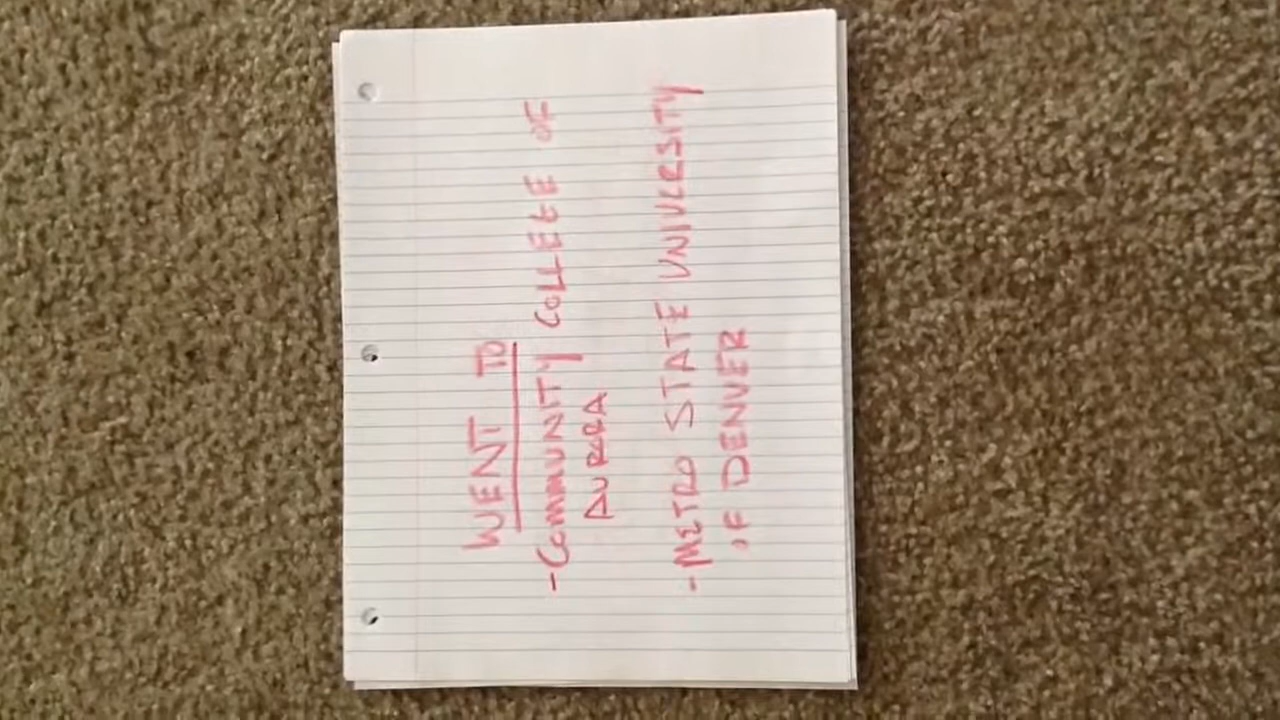 WENT TO
-COMMUNITY COLLEGE OF
AURORA
-METRO STATE UNIVERSITY
OF DENVER